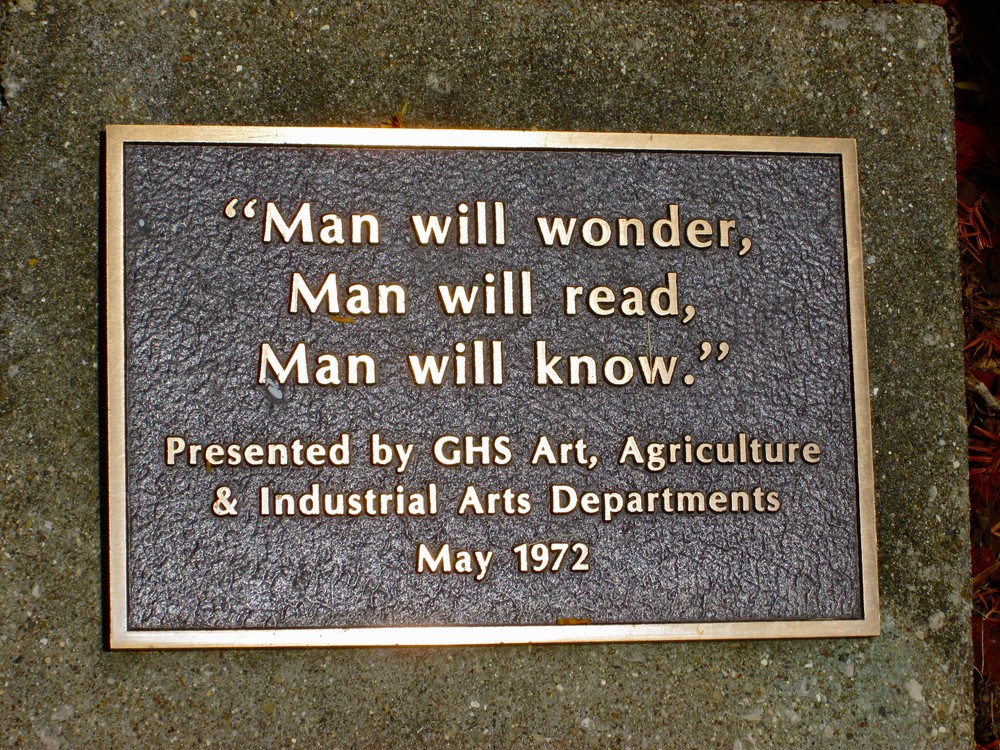 “Man will wonder,
Man will read,
Man will know.”
Presented by GHS Art, Agriculture
& Industrial Arts Departments
May 1972